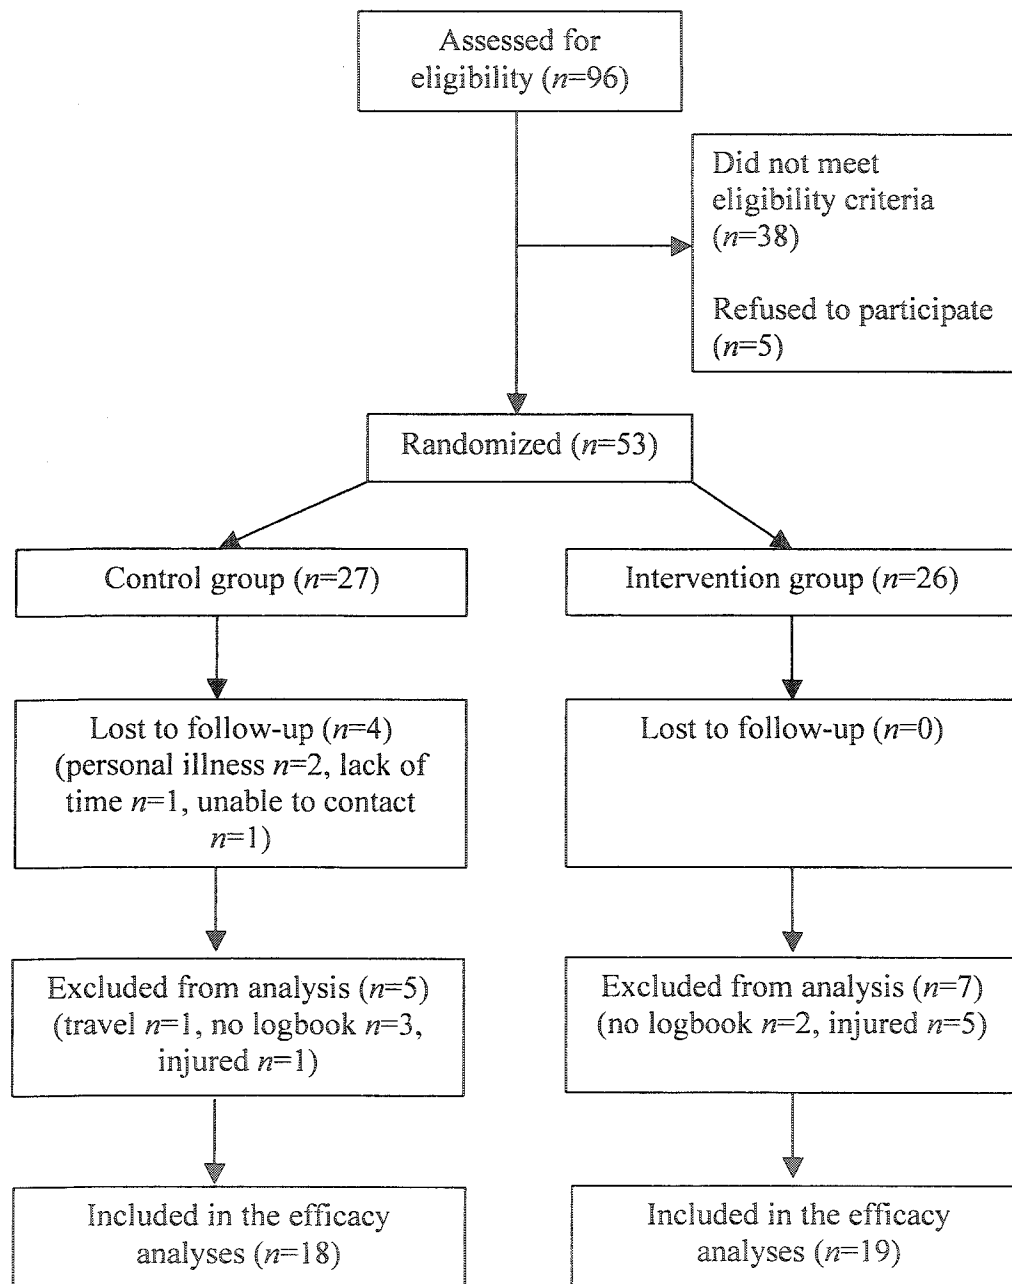 Assessed for
eligibility (n=96)
Did not meet
eligibility criteria
(n=38)
Refused to participate
(n=5)
Randomized (n=53)
Control group (n=27)
Intervention group (n=26)
Lost to follow-up (n=4)
(personal illness n=2, lack of
time n=1, unable to contact
n=1)
Lost to follow-up (n=0)
Excluded from analysis (n=5)
(travel n=1, no logbook n=3,
injured n=1)
Excluded from analysis (n=7)
(no logbook n=2, injured n=5)
Included in the efficacy
analyses (n=18)
Included in the efficacy
analyses (n=19)